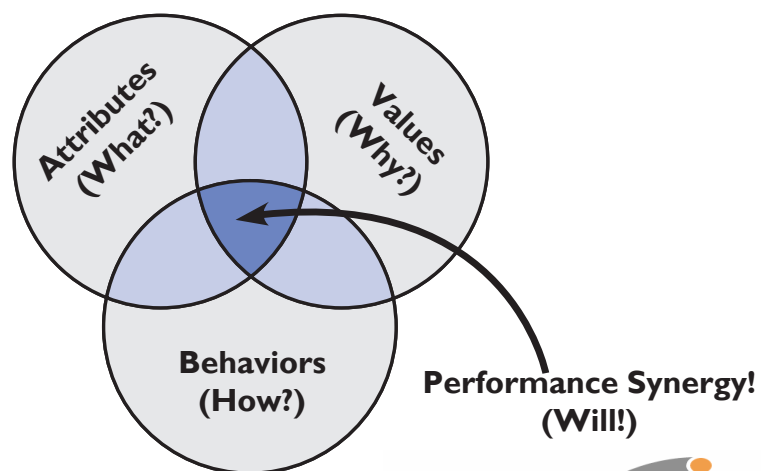 Attributes
(What?)
Values
(Why?)
Behaviors
(How?)
Performance Synergy!
(Will!)